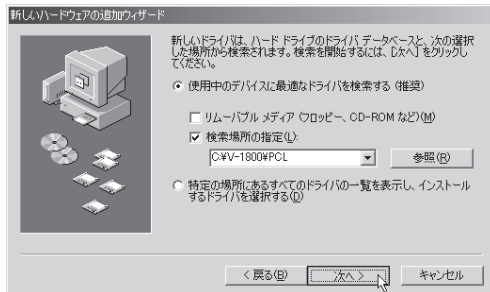 新しいハードウェアの追加ウィザード
新しいドライバは、ハード ドライブのドライバ データベースと、次の選択
した場所から検索されます。検索を開始するには、[次へ] をクリックし
てください。
使用中のデバイスに最適なドライバを検索する (推奨)
リムーバブル メディア (フロッピー、CD-ROM など)(M)
検索場所の指定(L):
C:¥V-1800¥PCL
参照(R)
特定の場所にあるすべてのドライバの一覧を表示し、インストール
するドライバを選択する(D)
< 戻る(B)
次へ >
キャンセル